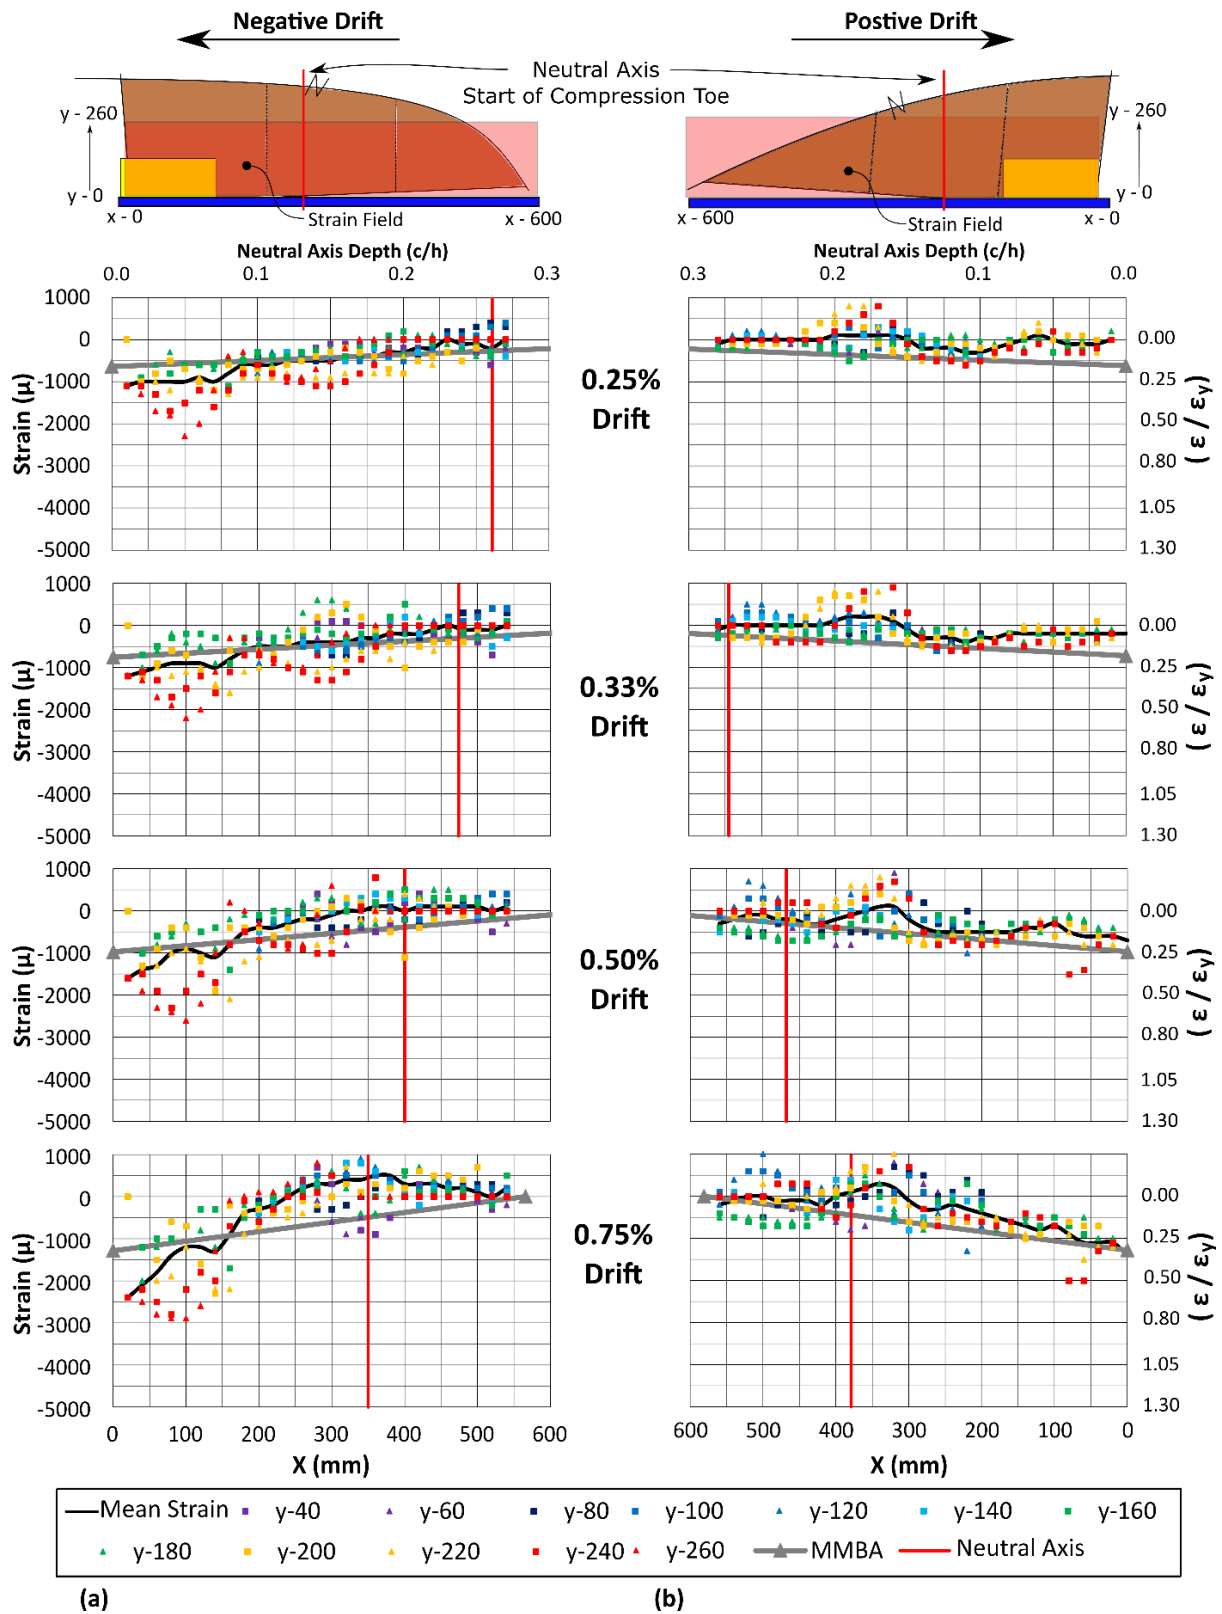 Negative Drift
Postive Drift
Neutral Axis
Start of Compression Toe
y - 260
y - 260
y - 0
y - 0
x - 0
Strain Field
x - 600
x - 600
Strain Field
x - 0
Neutral Axis Depth (c/h)
Neutral Axis Depth (c/h)
0.0 0.1 0.2 0.3
0.3 0.2 0.1 0.0
Strain (μ)
1000
0
-1000
-2000
-3000
-4000
-5000
0.25%
Drift
0.00
0.25
0.50
0.80
1.05
1.30
( ε / εy)
Strain (μ)
1000
0
-1000
-2000
-3000
-4000
-5000
0.33%
Drift
0.00
0.25
0.50
0.80
1.05
1.30
( ε / εy)
Strain (μ)
1000
0
-1000
-2000
-3000
-4000
-5000
0.50%
Drift
0.00
0.25
0.50
0.80
1.05
1.30
( ε / εy)
Strain (μ)
1000
0
-1000
-2000
-3000
-4000
-5000
0.75%
Drift
0.00
0.25
0.50
0.80
1.05
1.30
( ε / εy)
0 100 200 300 400 500 600
600 500 400 300 200 100 0
X (mm)
X (mm)
Mean Strain y-40 y-60 y-80 y-100 y-120 y-140 y-160
y-180 y-200 y-220 y-240 y-260 MMBA Neutral Axis
(a)
(b)